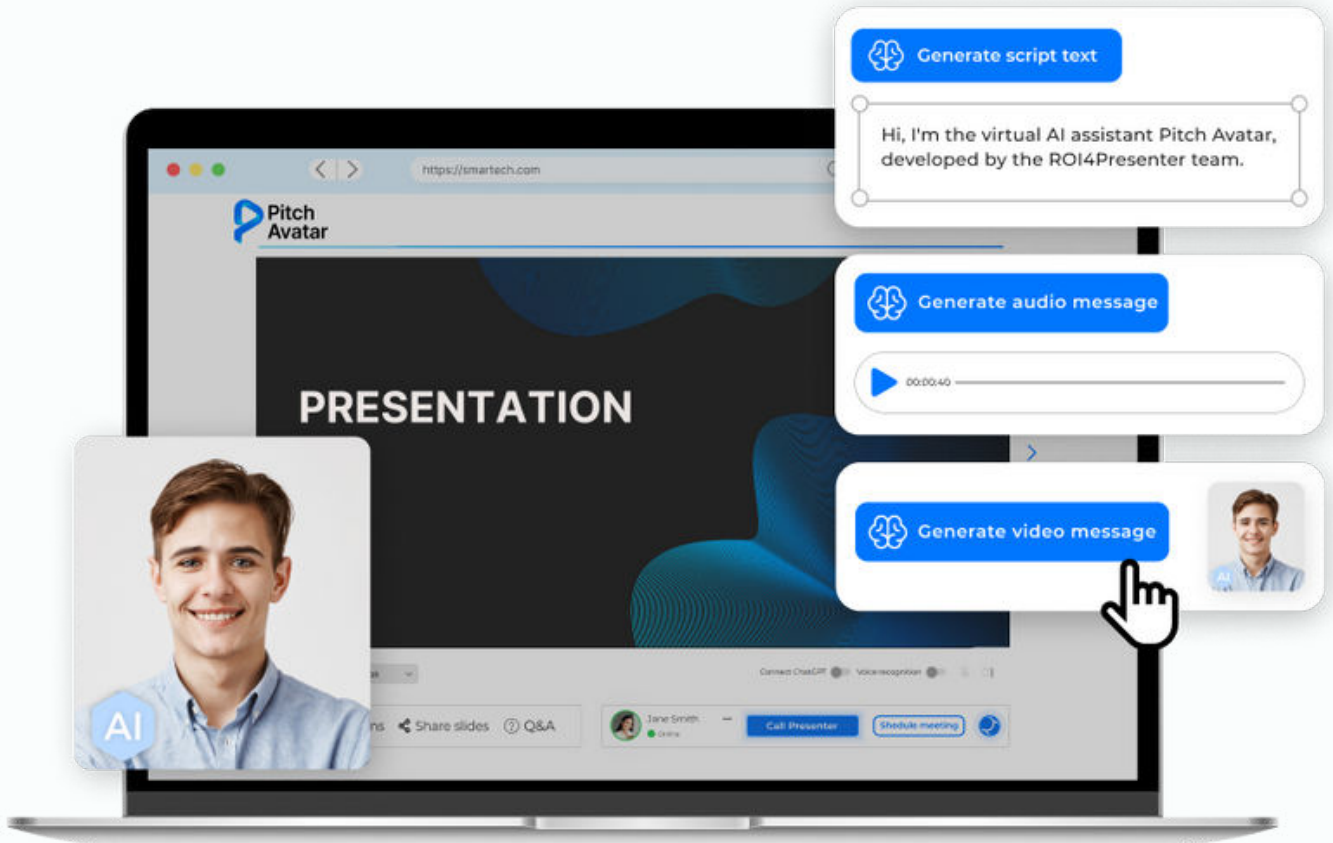 Generate script text
Hi, I'm the virtual AI assistant Pitch Avatar,
developed by the ROI4Presenter team.
https://smartech.com
Pitch
Avatar
Generate audio message
00:00:40
PRESENTATION
Generate video message
AI
AI
Connect ChatGPT
Voice recognition
Share slides
Q&A
Jane Smith
Online
Call Presenter
Shedule meeting